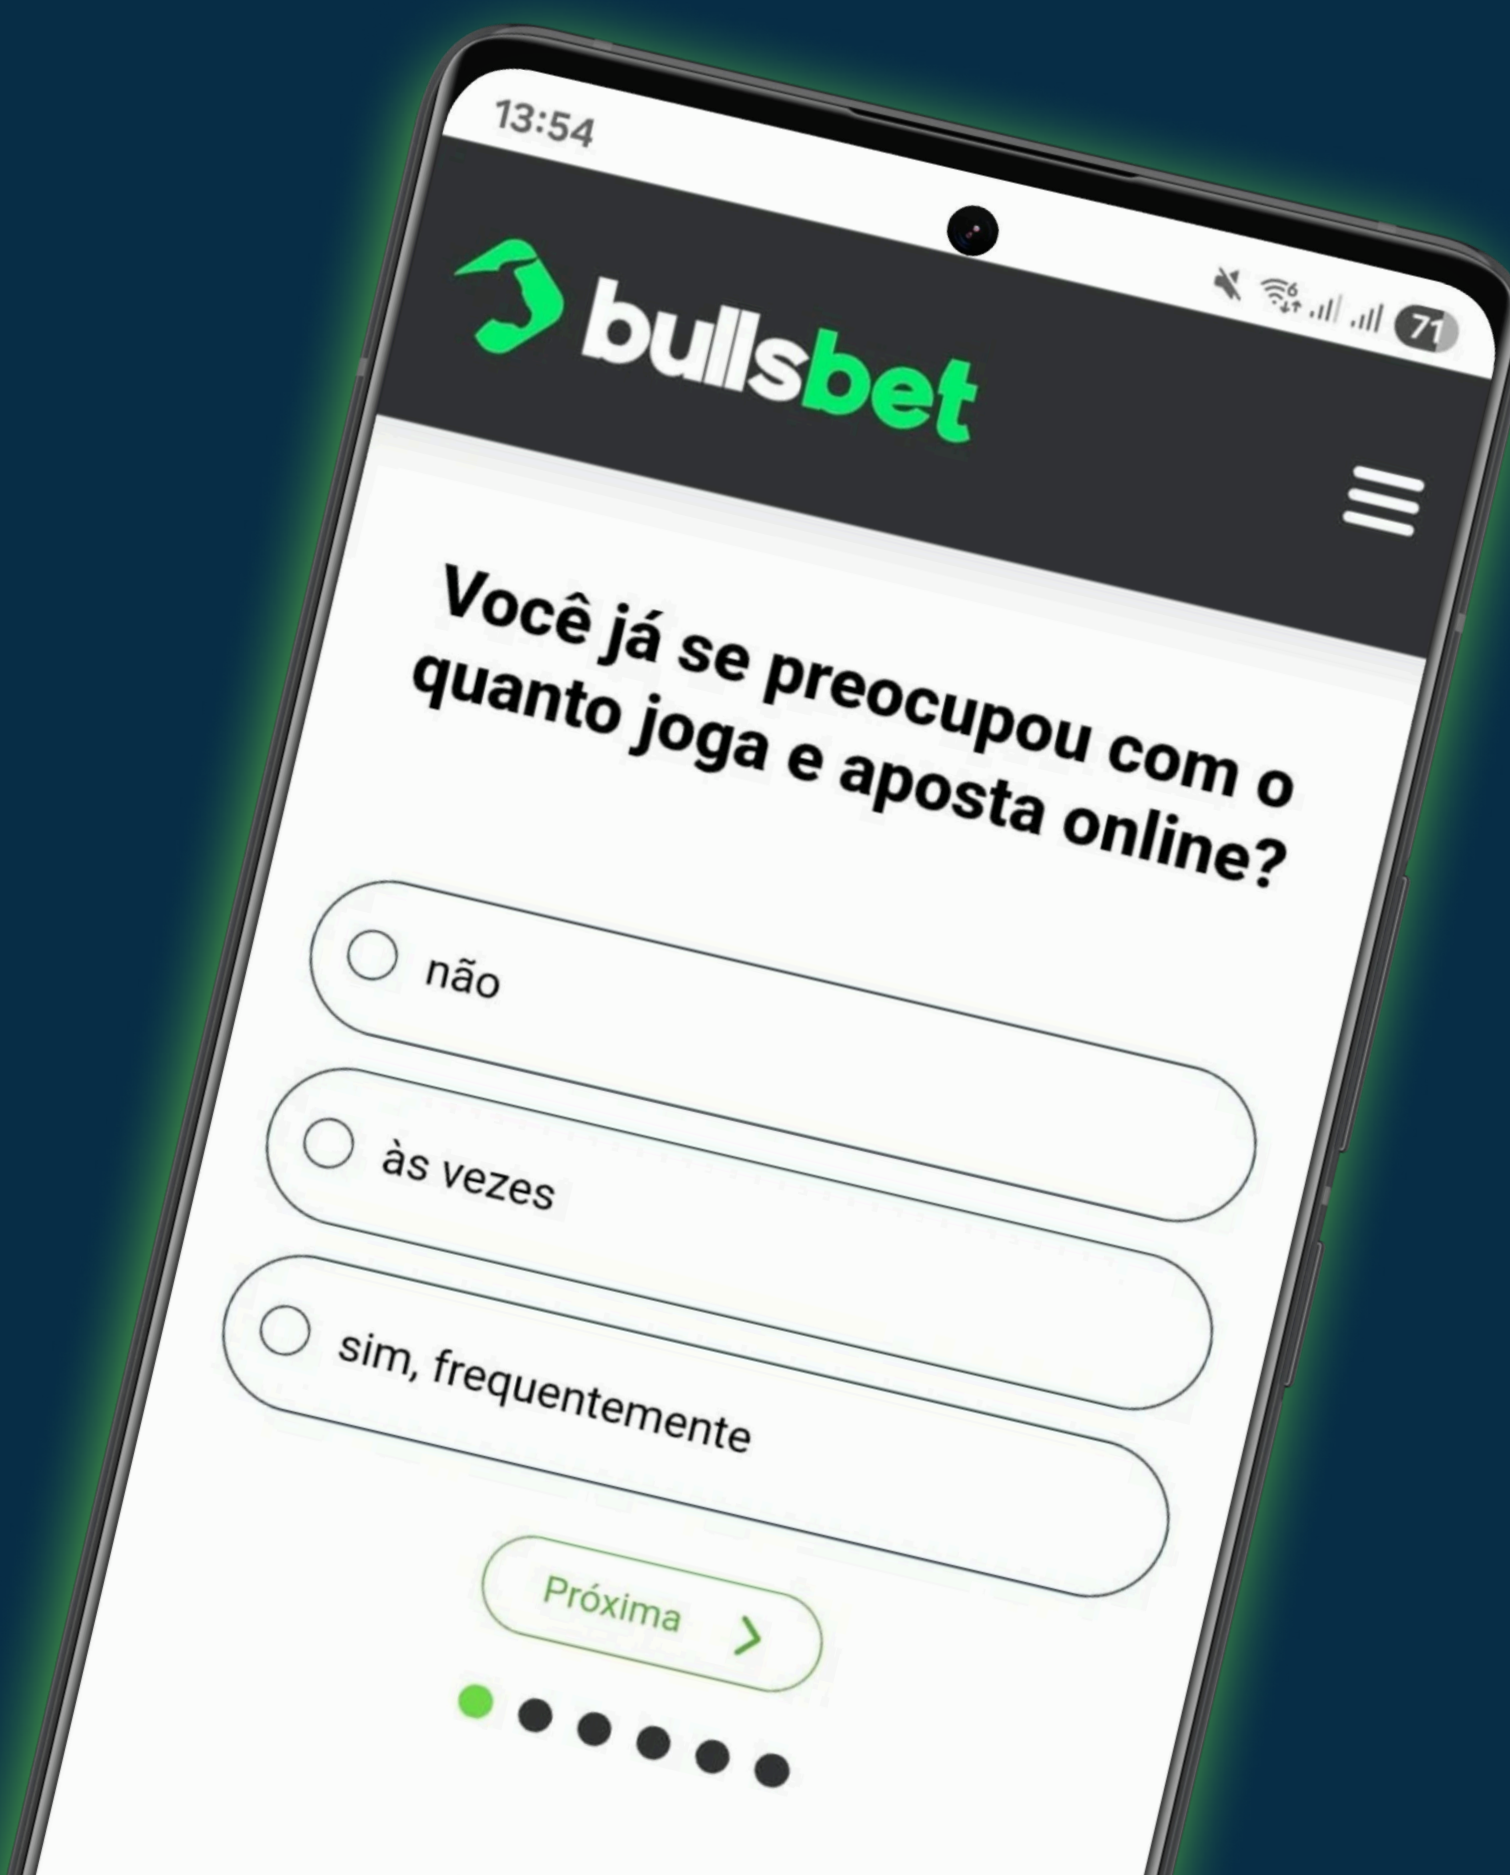 13:54
6
71
bullsbet
Você já se preocupou com o
quanto joga e aposta online?
não
às vezes
sim, frequentemente
Próxima